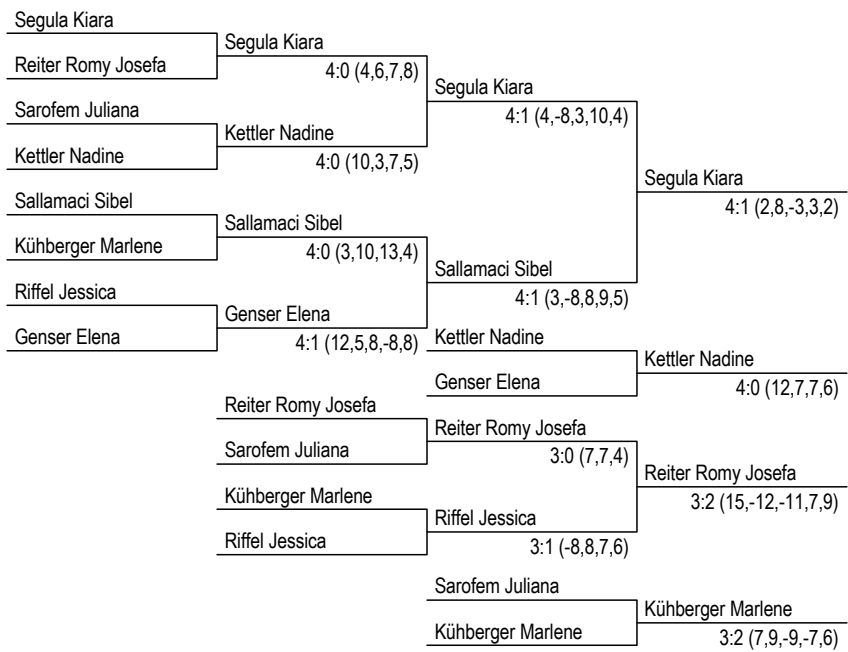 Segula Kiara
Segula Kiara
Reiter Romy Josefa
4:0 (4,6,7,8)
Segula Kiara
Sarofem Juliana
4:1 (4,-8,3,10,4)
Kettler Nadine
Kettler Nadine
4:0 (10,3,7,5)
Segula Kiara
Sallamaci Sibel
4:1 (2,8,-3,3,2)
Sallamaci Sibel
Kühberger Marlene
4:0 (3,10,13,4)
Sallamaci Sibel
Riffel Jessica
4:1 (3,-8,8,9,5)
Genser Elena
Genser Elena
4:1 (12,5,8,-8,8)
Kettler Nadine
Kettler Nadine
Genser Elena
4:0 (12,7,7,6)
Reiter Romy Josefa
Reiter Romy Josefa
Sarofem Juliana
3:0 (7,7,4)
Reiter Romy Josefa
Kühberger Marlene
3:2 (15,-12,-11,7,9)
Riffel Jessica
Riffel Jessica
3:1 (-8,8,7,6)
Sarofem Juliana
Kühberger Marlene
Kühberger Marlene
3:2 (7,9,-9,-7,6)